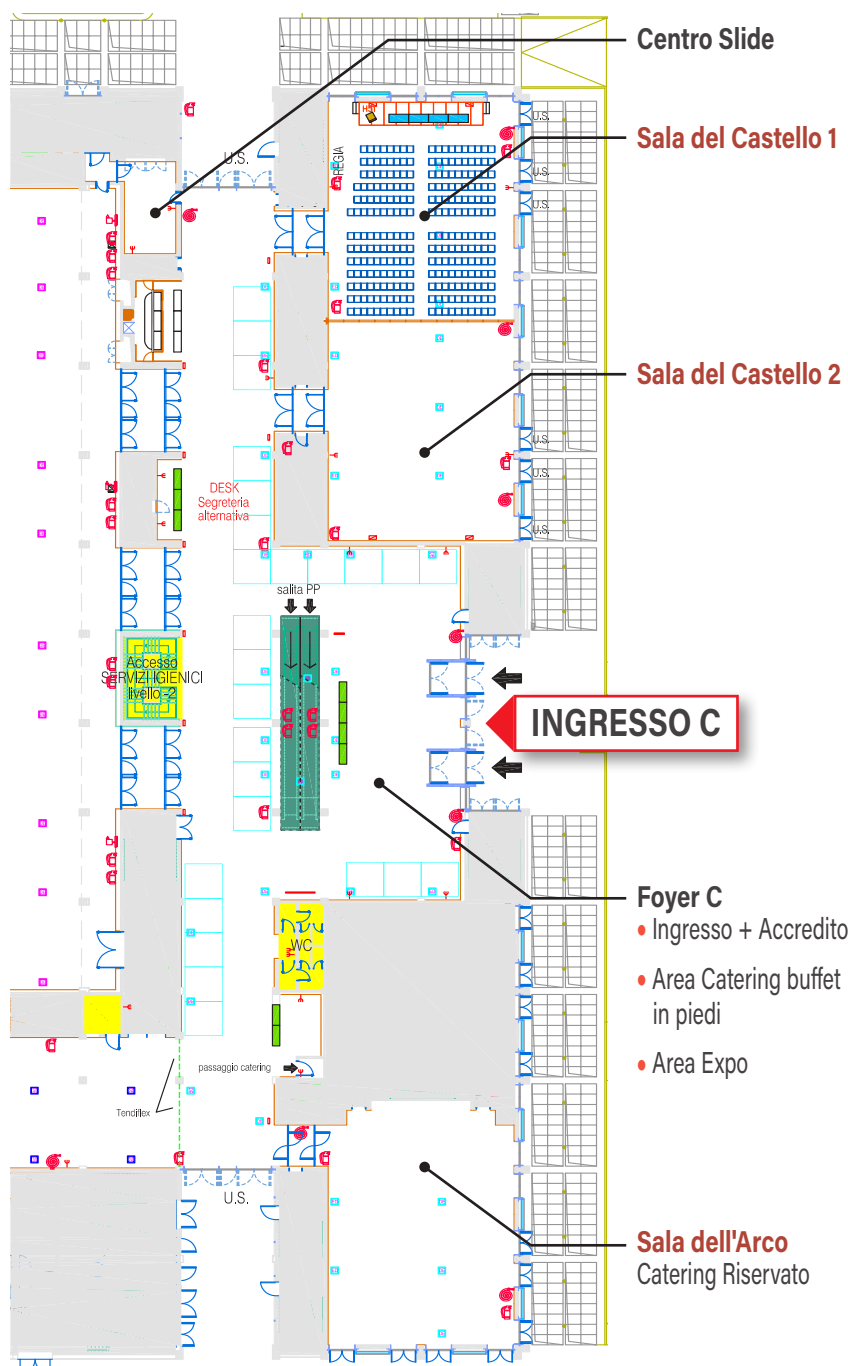 Centro Slide
U.S.
HCT
REGIA
U.S.
U.S.
U.S.
Sala del Castello 1
Sala del Castello 2
U.S.
U.S.
U.S.
DESK
Segreteria
alternativa
salita PP
Accesso
SERVIZI IGIENICI
livello -2
INGRESSO C
Foyer C
• Ingresso + Accredito
• Area Catering buffet
in piedi
• Area Expo
WC
passaggio catering
Tendiflex
U.S.
Sala dell'Arco
Catering Riservato